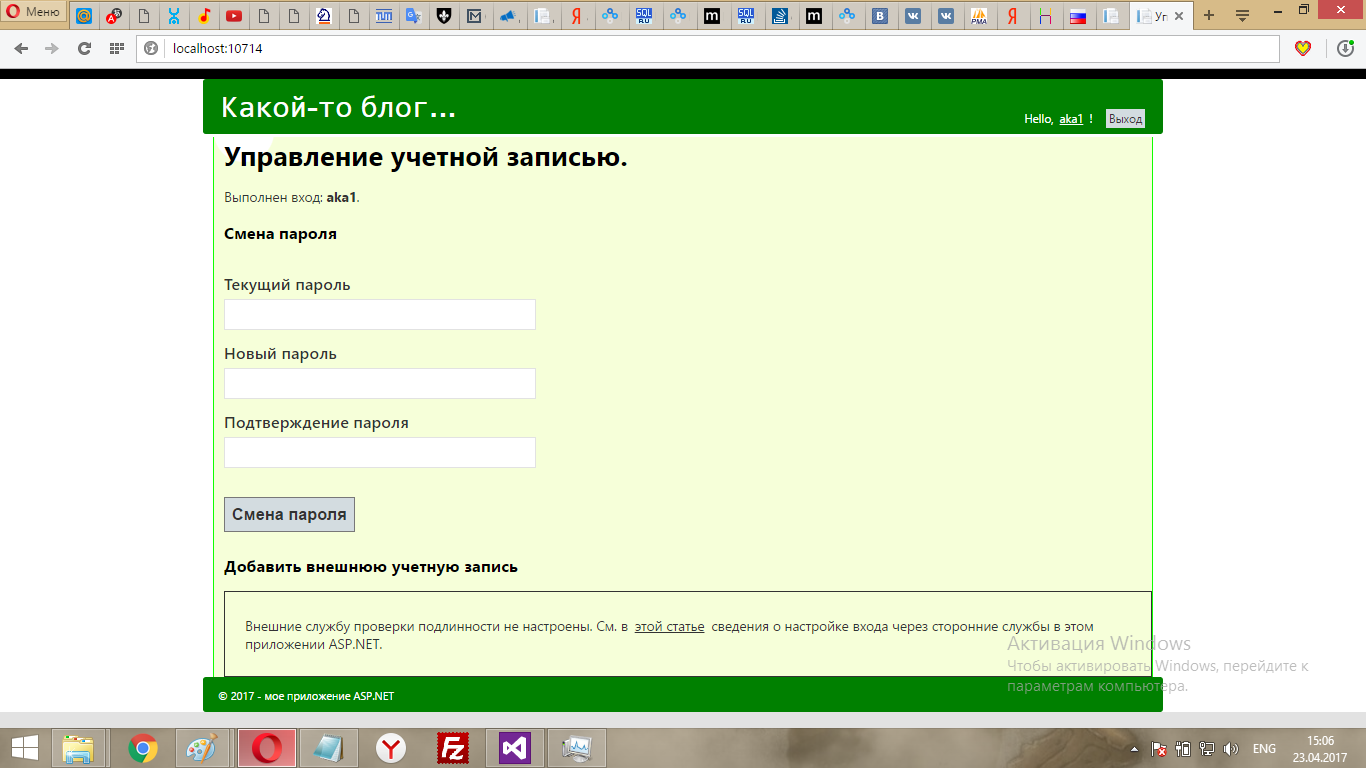 Меню
Уп
localhost:10714
Какой-то блог...
Hello, aka1 ! Выход
Управление учетной записью.
Выполнен вход: aka1.
Смена пароля
Текущий пароль
Новый пароль
Подтверждение пароля
Смена пароля
Добавить внешнюю учетную запись
Внешние службу проверки подлинности не настроены. См. в этой статье сведения о настройке входа через сторонние службы в этом
приложении ASP.NET.
Активация Windows
Чтобы активировать Windows, перейдите к
параметрам компьютера.
© 2017 - мое приложение ASP.NET
ENG
15:06
23.04.2017